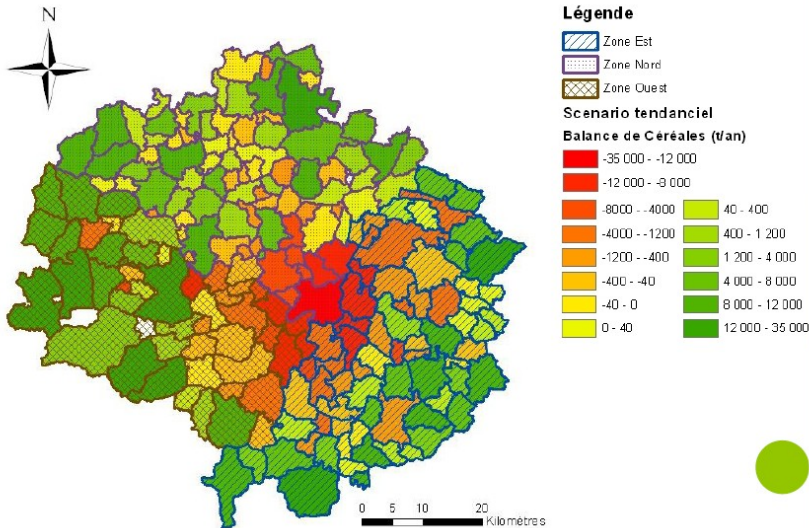 N
Légende
Zone Est
Zone Nord
Zone Ouest
Scenario tendanciel
Balance de Céréales (t/an)
-35 000 - -12 000
-12 000 - -8 000
-8000 - -4000
-4000 - -1200
-1200 - -400
-400 - -40
-40 - 0
0 - 40
40 - 400
400 - 1 200
1 200 - 4 000
4 000 - 8 000
8 000 - 12 000
12 000 - 35 000
0 5 10 20
Kilomètres